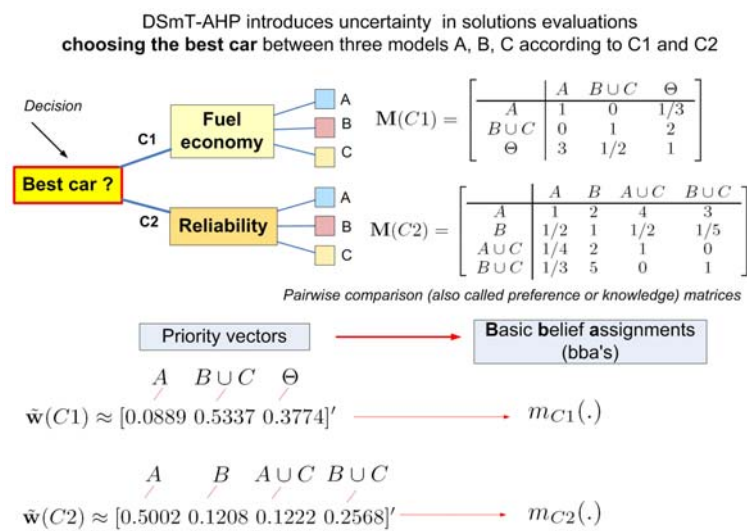 DSmT-AHP introduces uncertainty in solutions evaluations
choosing the best car between three models A, B, C according to C1 and C2
Decision
Best car ?
C1
Fuel
economy
A
B
C
C2
Reliability
A
B
C
M(C1) =
A B ∪ C Θ
A 1 0 1/3
B ∪ C 0 1 2
Θ 3 1/2 1
M(C2) =
A B A ∪ C B ∪ C
A 1 2 4 3
B 1/2 1 1/2 1/5
A ∪ C 1/4 2 1 0
B ∪ C 1/3 5 0 1
Pairwise comparison (also called preference or knowledge) matrices
Priority vectors
Basic belief assignments
(bba's)
A B ∪ C Θ
w̃(C1) ≈ [0.0889 0.5337 0.3774]′ m_{C1}(.)
A B A ∪ C B ∪ C
w̃(C2) ≈ [0.5002 0.1208 0.1222 0.2568]′ m_{C2}(.)